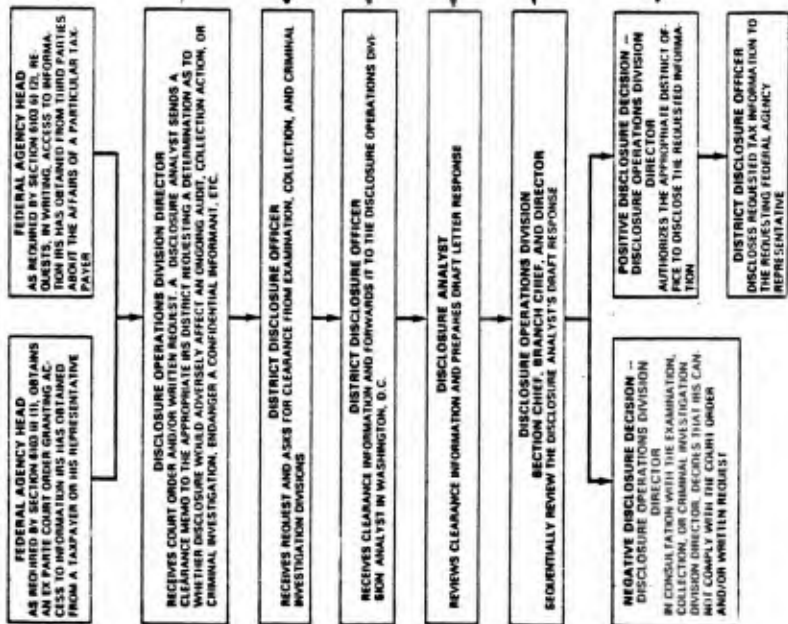 FEDERAL AGENCY HEAD
AS REQUIRED BY SECTION 6103 (i) (1), OBTAINS
AN EX PARTE COURT ORDER GRANTING AC-
CESS TO INFORMATION IRS HAS OBTAINED
FROM A TAXPAYER OR HIS REPRESENTATIVE
FEDERAL AGENCY HEAD
AS REQUIRED BY SECTION 6103 (i) (2), RE-
QUESTS, IN WRITING, ACCESS TO INFORMA-
TION IRS HAS OBTAINED FROM THIRD PARTIES
ABOUT THE AFFAIRS OF A PARTICULAR TAX-
PAYER
DISCLOSURE OPERATIONS DIVISION DIRECTOR
RECEIVES COURT ORDER AND/OR WRITTEN REQUEST. A DISCLOSURE ANALYST SENDS A
CLEARANCE MEMO TO THE APPROPRIATE IRS DISTRICT REQUESTING A DETERMINATION AS TO
WHETHER DISCLOSURE WOULD ADVERSELY AFFECT AN ONGOING AUDIT, COLLECTION ACTION, OR
CRIMINAL INVESTIGATION, ENDANGER A CONFIDENTIAL INFORMANT, ETC.
DISTRICT DISCLOSURE OFFICER
RECEIVES REQUEST AND ASKS FOR CLEARANCE FROM EXAMINATION, COLLECTION, AND CRIMINAL
INVESTIGATION DIVISIONS
DISTRICT DISCLOSURE OFFICER
RECEIVES CLEARANCE INFORMATION AND FORWARDS IT TO THE DISCLOSURE OPERATIONS DIVI-
SION ANALYST IN WASHINGTON, D.C.
DISCLOSURE ANALYST
REVIEWS CLEARANCE INFORMATION AND PREPARES DRAFT LETTER RESPONSE
DISCLOSURE OPERATIONS DIVISION
SECTION CHIEF, BRANCH CHIEF, AND DIRECTOR
SEQUENTIALLY REVIEW THE DISCLOSURE ANALYST'S DRAFT RESPONSE
NEGATIVE DISCLOSURE DECISION –
DISCLOSURE OPERATIONS DIVISION
DIRECTOR
IN CONSULTATION WITH THE EXAMINATION,
COLLECTION, OR CRIMINAL INVESTIGATION
DIVISION DIRECTOR, DECIDES THAT IRS CAN-
NOT COMPLY WITH THE COURT ORDER
AND/OR WRITTEN REQUEST
POSITIVE DISCLOSURE DECISION –
DISCLOSURE OPERATIONS DIVISION
DIRECTOR
AUTHORIZES THE APPROPRIATE DISTRICT OF-
FICE TO DISCLOSE THE REQUESTED INFORMA-
TION
DISTRICT DISCLOSURE OFFICER
DISCLOSES REQUESTED TAX INFORMATION TO
THE REQUESTING FEDERAL AGENCY
REPRESENTATIVE